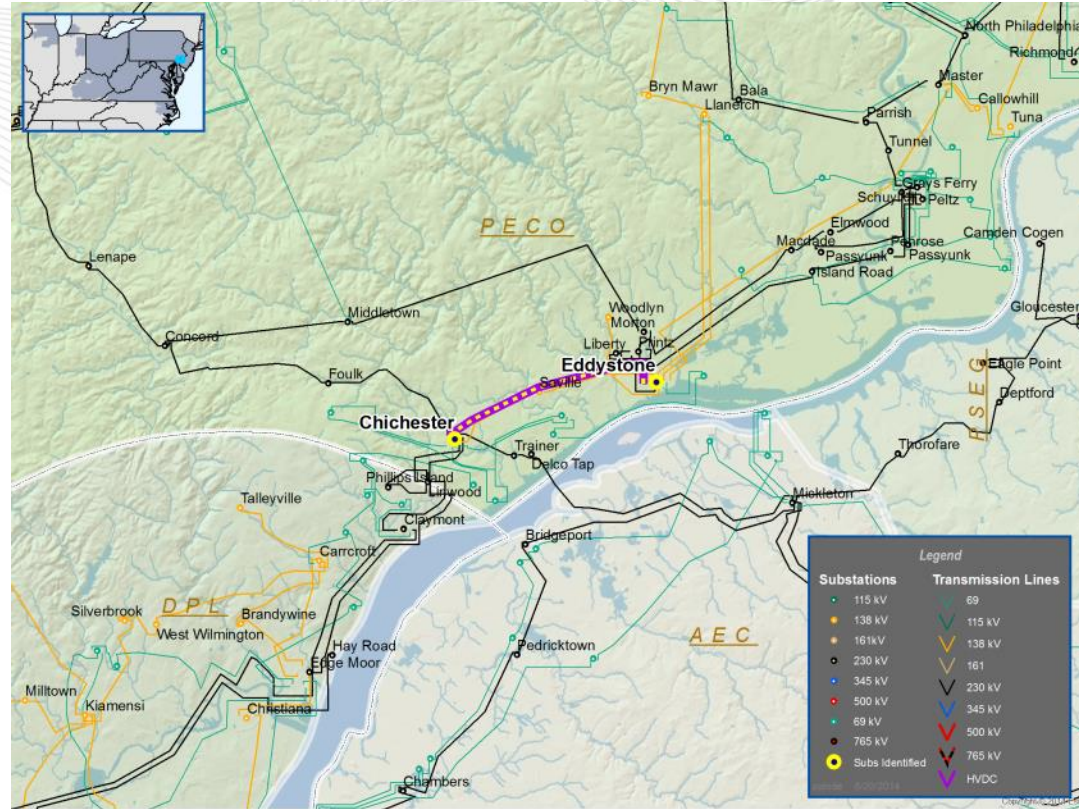 North Philadelphia
Richmond
Bryn Mawr
Bala
Llanerch
Master
Callowhill
Parrish
Tuna
Tunnel
Grays Ferry
Schuylkill
Peltz
PECO
Elmwood
Camden Cogen
Macdade
Penrose
Passyunk
Passyunk
Lenape
Island Road
Middletown
Woodlyn
Morton
Gloucester
Concord
Liberty
Printz
Eddystone
Eagle Point
Foulk
Saville
Deptford
PSEG
Chichester
Trainer
Delco Tap
Thorofare
Phillips Island
Linwood
Mickleton
Talleyville
Claymont
Bridgeport
Carrcroft
Silverbrook
DPL
Brandywine
West Wilmington
AEC
Hay Road
Pedricktown
Edge Moor
Milltown
Kiamensi
Christiana
Chambers
Legend
Substations
115 kV
138 kV
161kV
230 kV
345 kV
500 kV
69 kV
765 kV
Subs Identified
Transmission Lines
69
115 kV
138 kV
161
230 kV
345 kV
500 kV
765 kV
HVDC